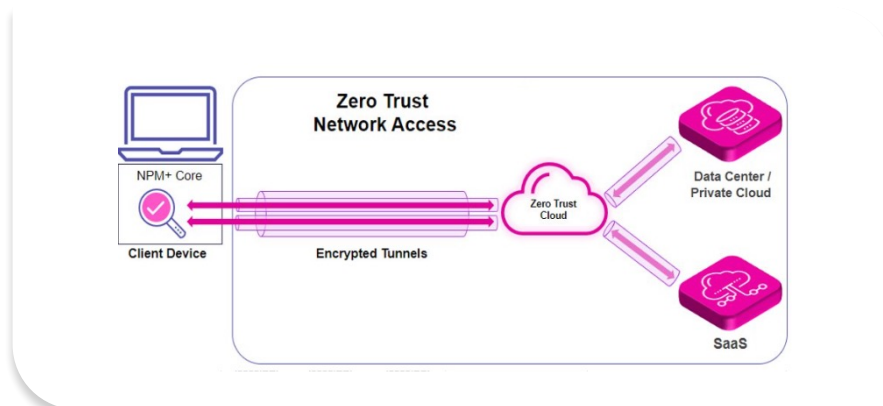 Zero Trust
Network Access
NPM+ Core
Client Device
Encrypted Tunnels
Zero Trust
Cloud
Data Center /
Private Cloud
SaaS